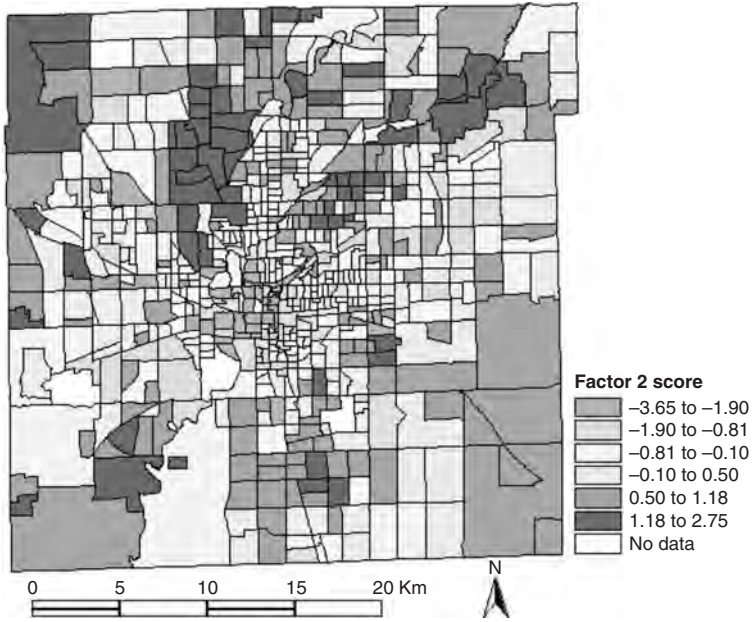 Factor 2 score
–3.65 to –1.90
–1.90 to –0.81
–0.81 to –0.10
–0.10 to 0.50
0.50 to 1.18
1.18 to 2.75
No data
N
0 5 10 15 20 Km